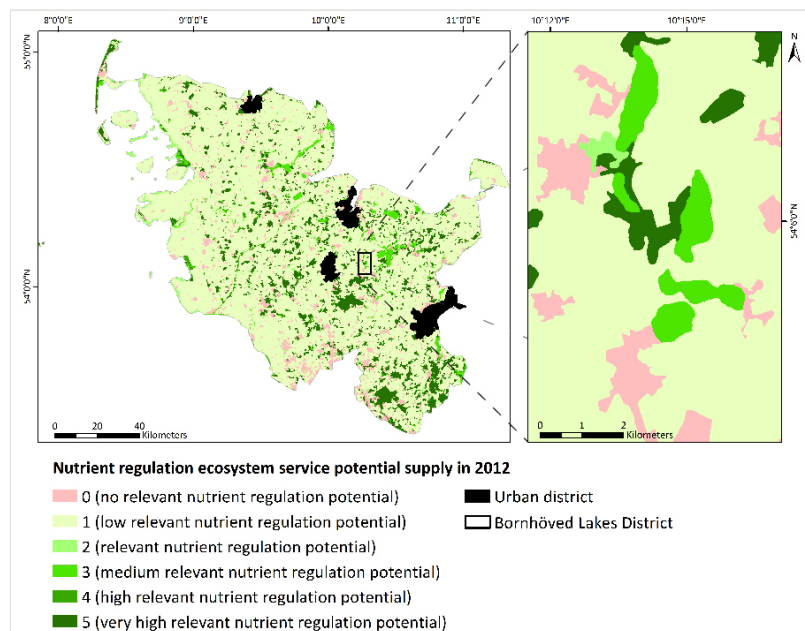 8°0'0"E 9°0'0"E 10°0'0"E 11°0'0"E 10°12'0"E 10°15'0"E
N
55°0'0"N
54°6'0"N
54°0'0"N
0 20 40
Kilometers
0 1 2
Kilometers
Nutrient regulation ecosystem service potential supply in 2012
0 (no relevant nutrient regulation potential)
1 (low relevant nutrient regulation potential)
2 (relevant nutrient regulation potential)
3 (medium relevant nutrient regulation potential)
4 (high relevant nutrient regulation potential)
5 (very high relevant nutrient regulation potential)
Urban district
Bornhöved Lakes District